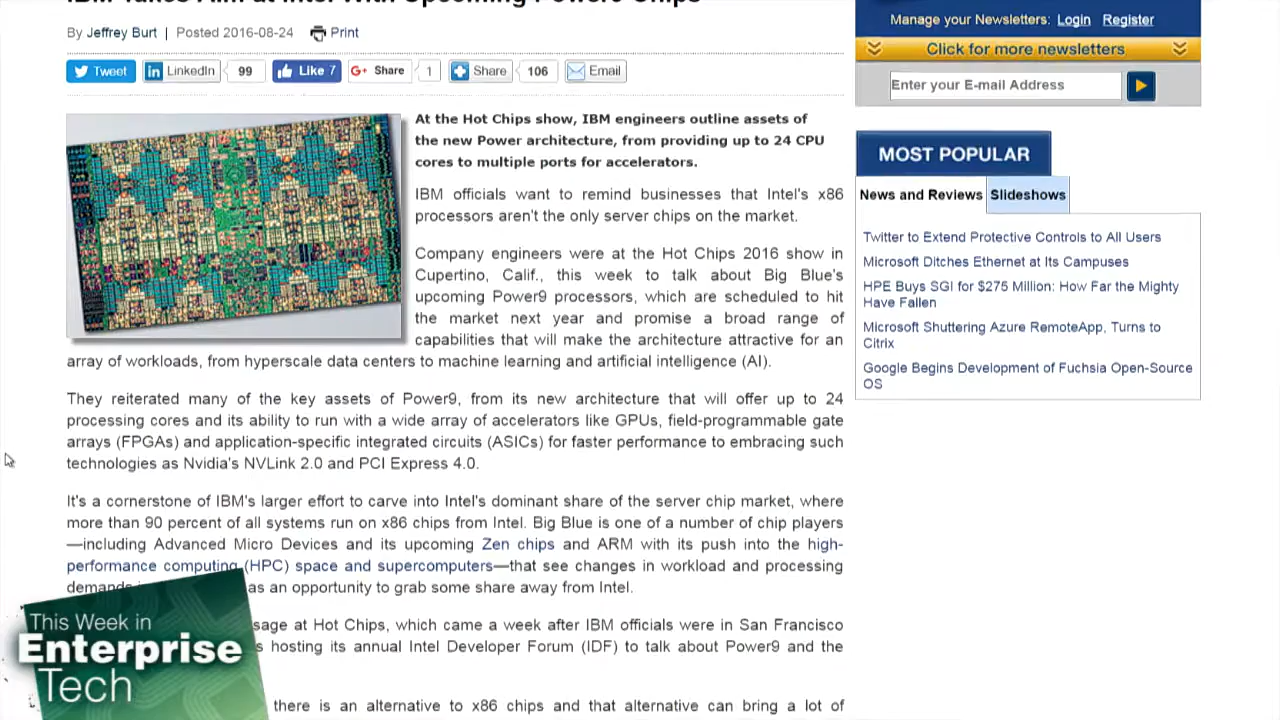 IBM Takes Aim at Intel With Upcoming Power9 Chips
By Jeffrey Burt | Posted 2016-08-24 Print
Tweet LinkedIn 99 Like 7 G+ Share 1 Share 106 Email
At the Hot Chips show, IBM engineers outline assets of
the new Power architecture, from providing up to 24 CPU
cores to multiple ports for accelerators.
IBM officials want to remind businesses that Intel's x86
processors aren't the only server chips on the market.
Company engineers were at the Hot Chips 2016 show in
Cupertino, Calif., this week to talk about Big Blue's
upcoming Power9 processors, which are scheduled to hit
the market next year and promise a broad range of
capabilities that will make the architecture attractive for an
array of workloads, from hyperscale data centers to machine learning and artificial intelligence (AI).
They reiterated many of the key assets of Power9, from its new architecture that will offer up to 24
processing cores and its ability to run with a wide array of accelerators like GPUs, field-programmable gate
arrays (FPGAs) and application-specific integrated circuits (ASICs) for faster performance to embracing such
technologies as Nvidia's NVLink 2.0 and PCI Express 4.0.
It's a cornerstone of IBM's larger effort to carve into Intel's dominant share of the server chip market, where
more than 90 percent of all systems run on x86 chips from Intel. Big Blue is one of a number of chip players
—including Advanced Micro Devices and its upcoming Zen chips and ARM with its push into the high-
performance computing (HPC) space and supercomputers—that see changes in workload and processing
demands as an opportunity to grab some share away from Intel.
sage at Hot Chips, which came a week after IBM officials were in San Francisco
s hosting its annual Intel Developer Forum (IDF) to talk about Power9 and the
there is an alternative to x86 chips and that alternative can bring a lot of
This Week in
Enterprise
Tech
Manage your Newsletters: Login Register
Click for more newsletters
Enter your E-mail Address
MOST POPULAR
News and Reviews Slideshows
Twitter to Extend Protective Controls to All Users
Microsoft Ditches Ethernet at Its Campuses
HPE Buys SGI for $275 Million: How Far the Mighty
Have Fallen
Microsoft Shuttering Azure RemoteApp, Turns to
Citrix
Google Begins Development of Fuchsia Open-Source
OS